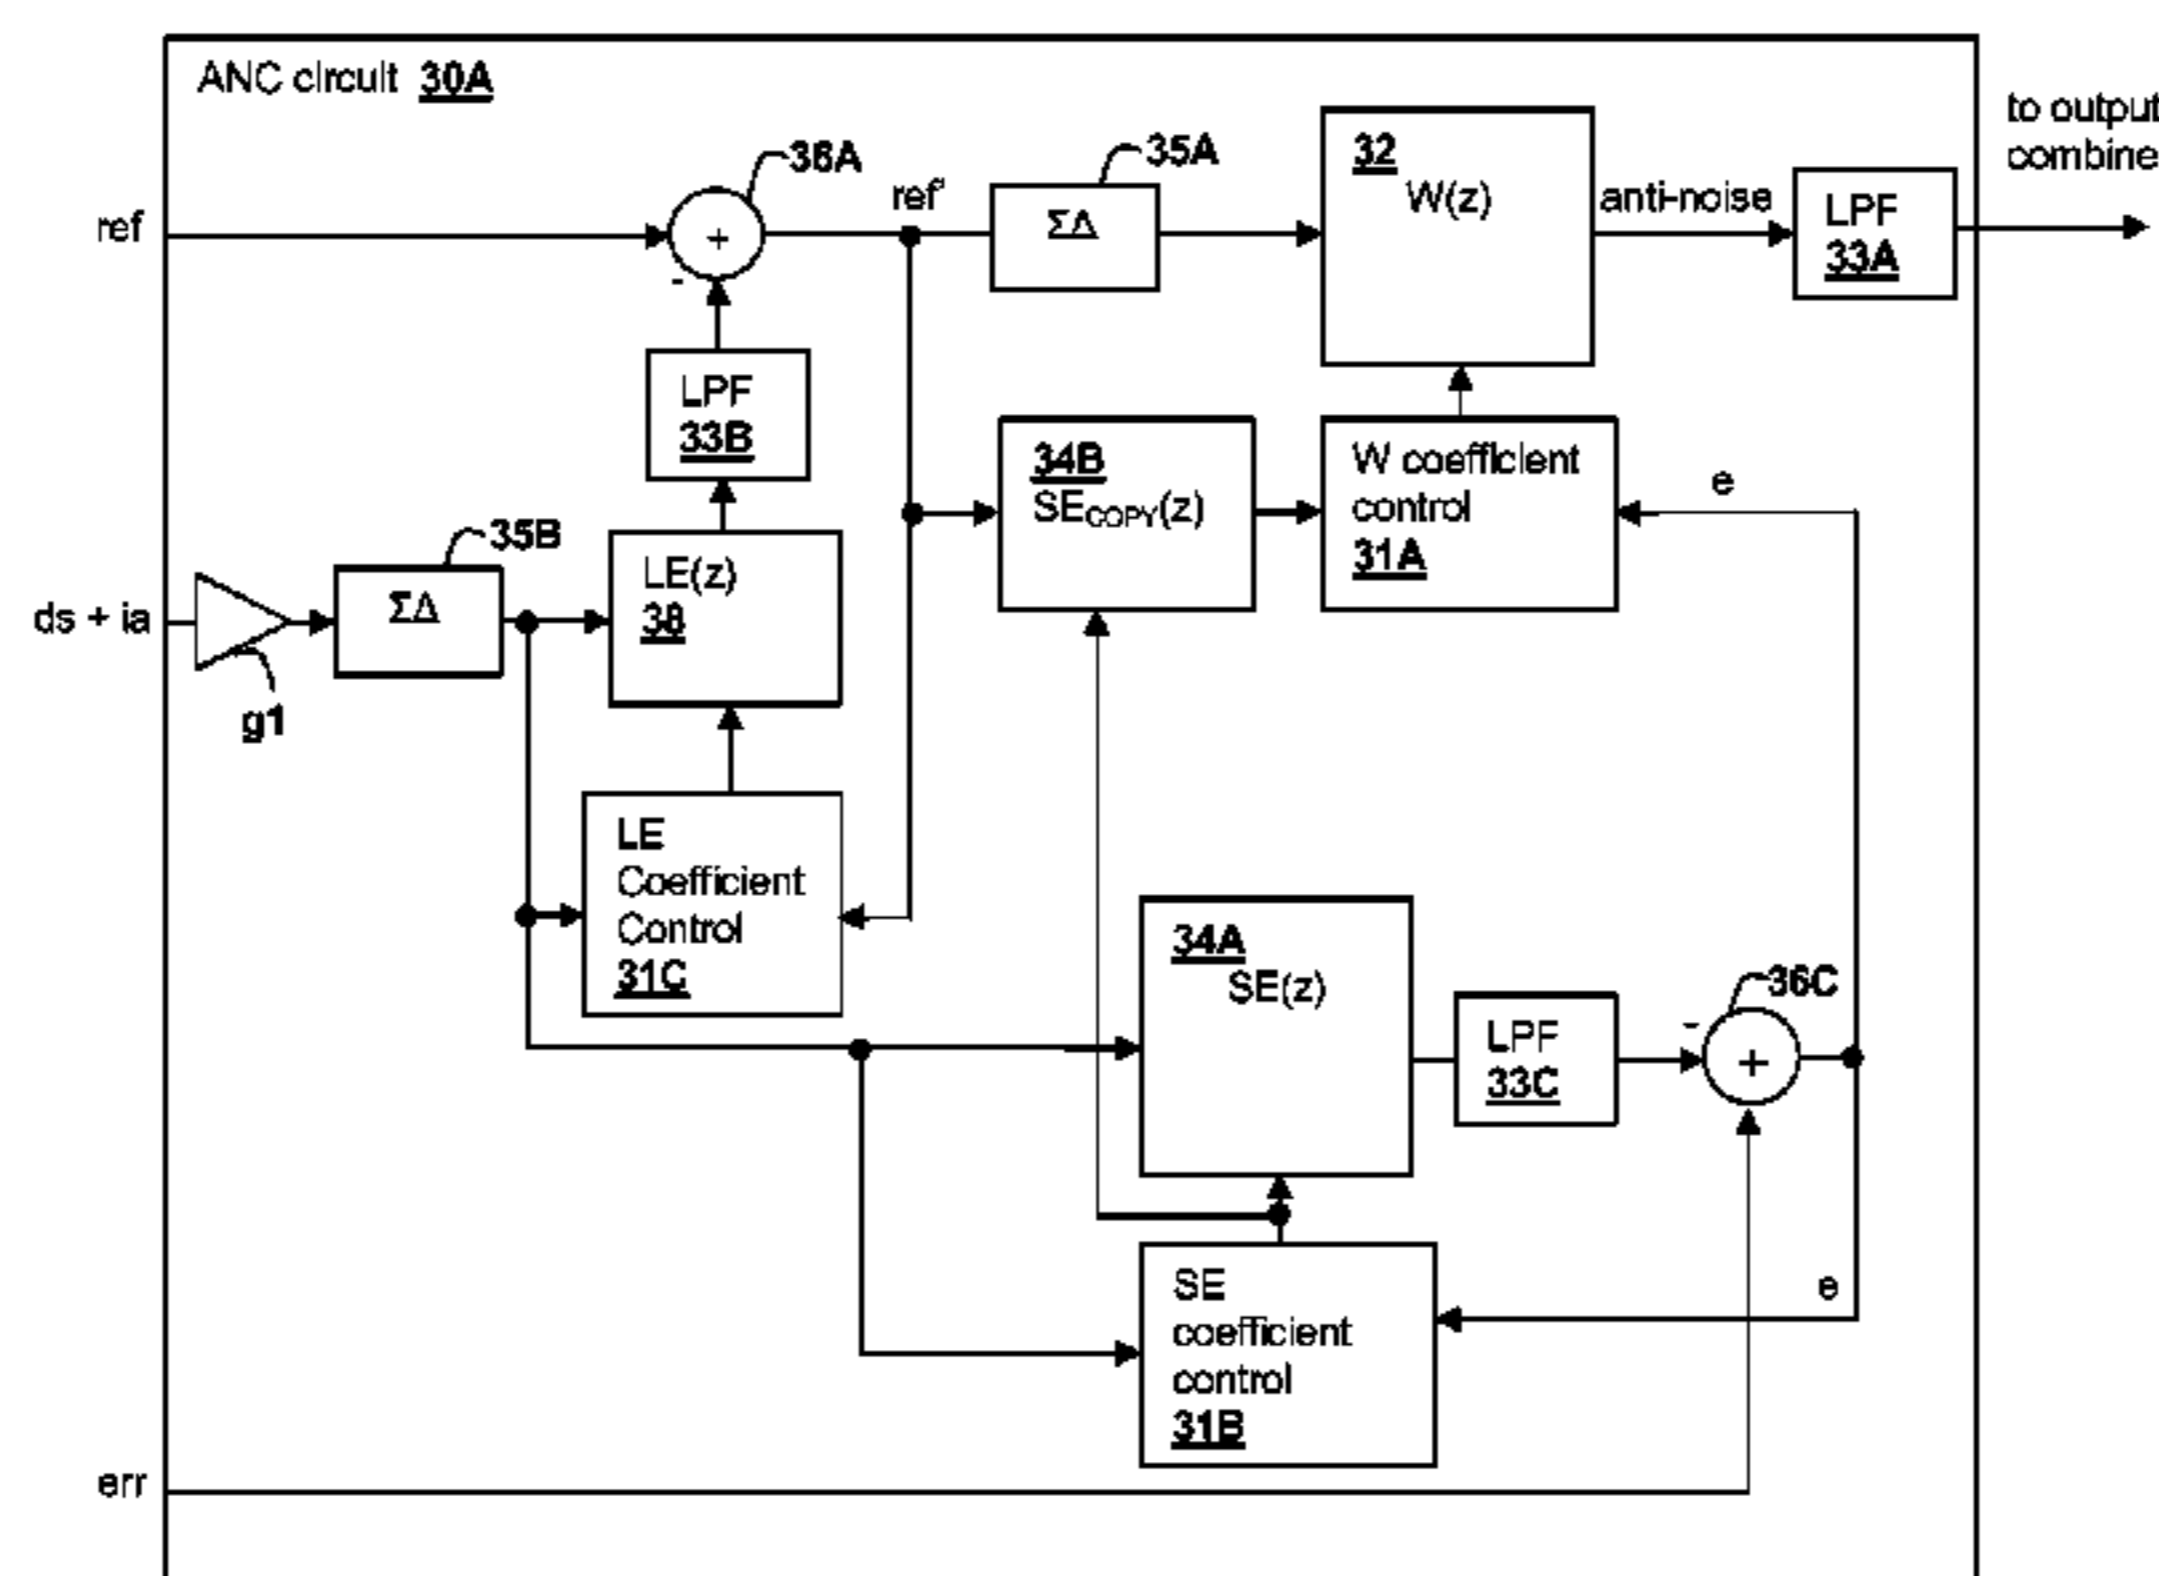 ANC circuit 30A
to output
combine
36A
ref'
35A
ΣΔ
32
W(z)
anti-noise
LPF
33A
ref
+
-
LPF
33B
34B
SECOPY(z)
W coefficient
control
31A
e
35B
ds + ia
ΣΔ
LE(z)
38
g1
LE
Coefficient
Control
31C
34A
SE(z)
LPF
33C
-
36C
+
SE
coefficient
control
31B
e
err